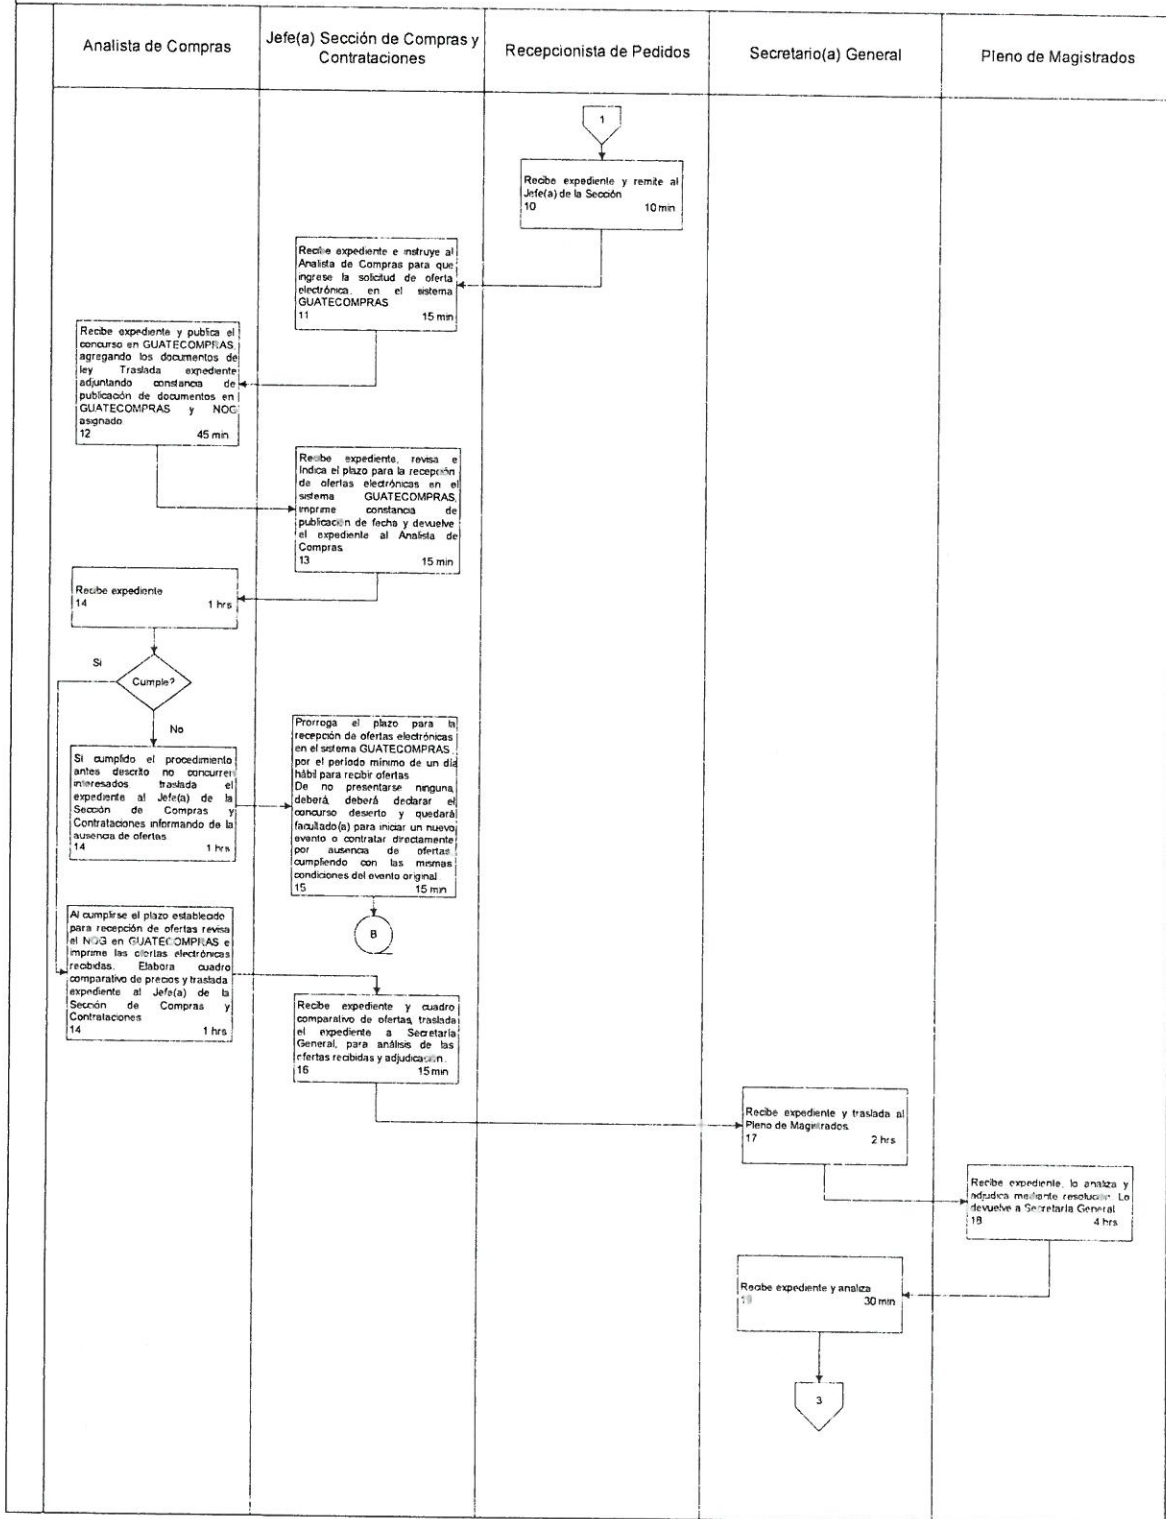 Analista de Compras
Jefe(a) Sección de Compras y
Contrataciones
Recepcionista de Pedidos
Secretario(a) General
Pleno de Magistrados
1
Recibe expediente y remite al
Jefe(a) de la Sección
10 10 min
Recibe expediente e instruye al
Analista de Compras para que
ingrese la solicitud de oferta
electrónica, en el sistema
GUATECOMPRAS
11 15 min
Recibe expediente y publica el
concurso en GUATECOMPRAS,
agregando los documentos de
ley Traslada expediente
adjuntando constancia de
publicación de documentos en
GUATECOMPRAS y NOG
asignado
12 45 min
Recibe expediente, revisa e
Indica el plazo para la recepción
de ofertas electrónicas en el
sistema GUATECOMPRAS,
imprime constancia de
publicación de fecha y devuelve
el expediente al Analista de
Compras
13 15 min
Recibe expediente
14 1 hrs
Si
Cumple?
No
Si cumplido el procedimiento
antes descrito no concurren
interesados traslada el
expediente al Jefe(a) de la
Sección de Compras y
Contrataciones informando de la
ausencia de ofertas
14 1 hrs
Prorroga el plazo para la
recepción de ofertas electrónicas
en el sistema GUATECOMPRAS,
por el período mínimo de un día
hábil para recibir ofertas
De no presentarse ninguna,
deberá deberá declarar el
concurso desierto y quedará
facultado(a) para iniciar un nuevo
evento o contratar directamente
por ausencia de ofertas,
cumpliendo con las mismas
condiciones del evento original
15 15 min
B
Al cumplirse el plazo establecido
para recepción de ofertas revisa
el NOG en GUATECOMPRAS e
imprime las ofertas electrónicas
recibidas. Elabora cuadro
comparativo de precios y traslada
expediente al Jefe(a) de la
Sección de Compras y
Contrataciones
14 1 hrs
Recibe expediente y cuadro
comparativo de ofertas, traslada
el expediente a Secretaría
General, para análisis de las
ofertas recibidas y adjudicación.
16 15 min
Recibe expediente y traslada al
Pleno de Magistrados
17 2 hrs
Recibe expediente, lo analiza y
adjudica mediante resolución. Lo
devuelve a Secretaría General
18 4 hrs
Recibe expediente y analiza
19 30 min
3